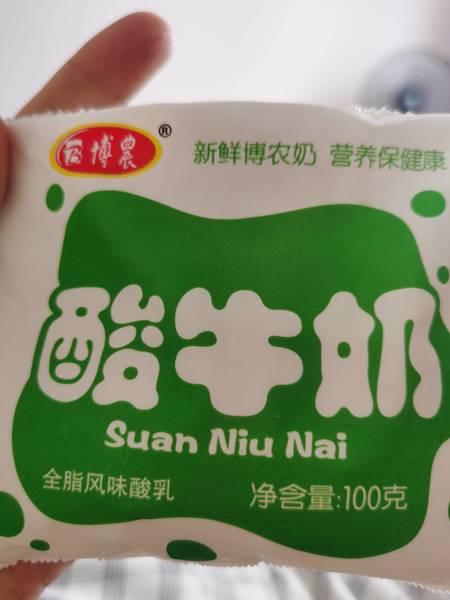 博農®
新鲜博农奶 营养保健康
酸牛奶
Suan Niu Nai
全脂风味酸乳
净含量:100克